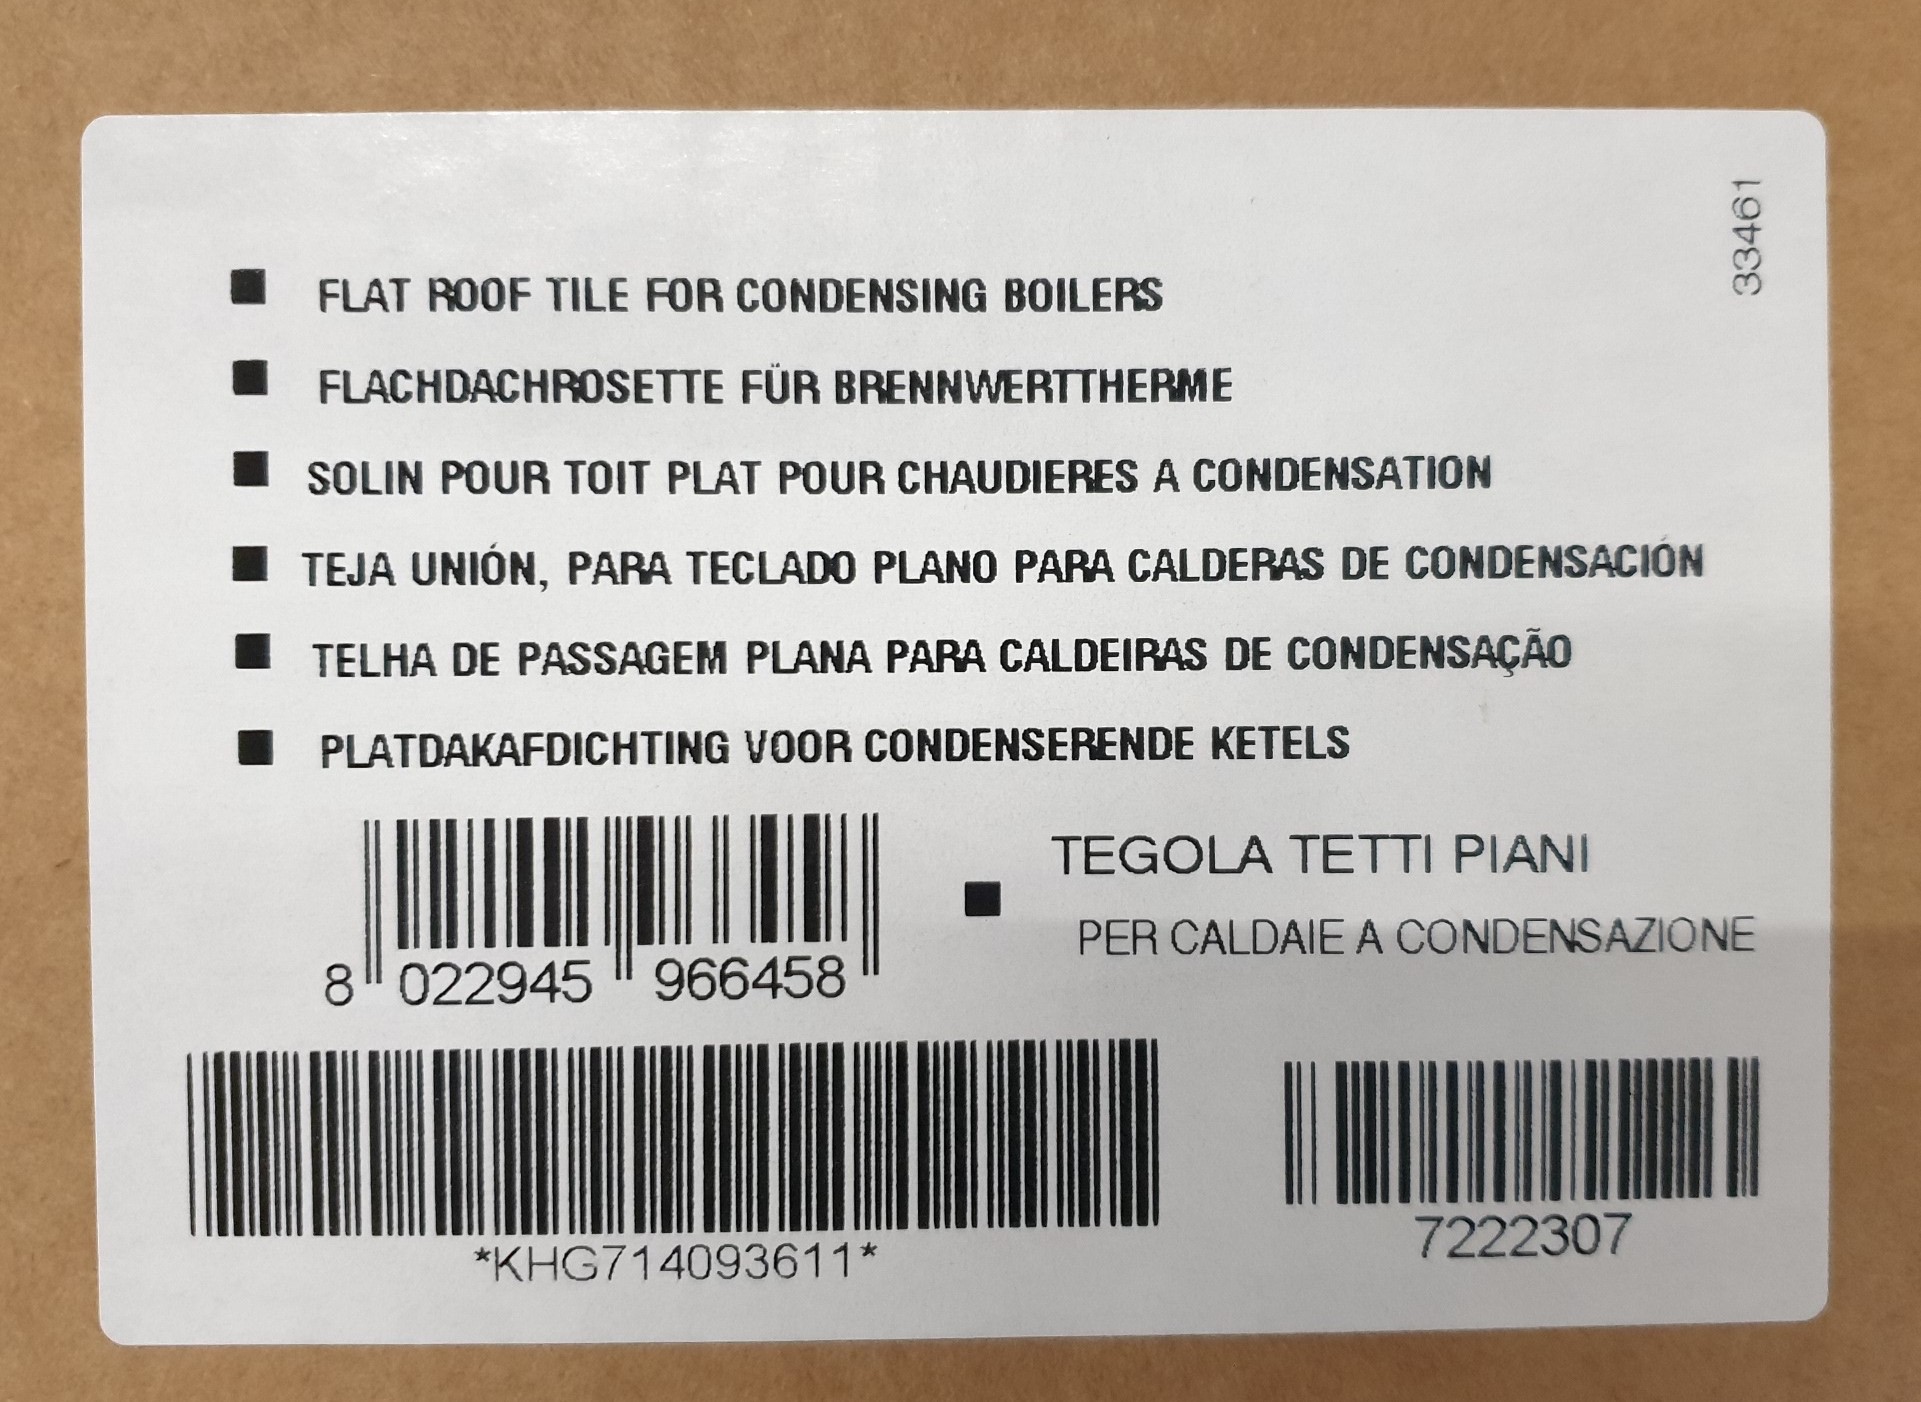 33461
■ FLAT ROOF TILE FOR CONDENSING BOILERS
■ FLACHDACHROSETTE FÜR BRENNWERTTHERME
■ SOLIN POUR TOIT PLAT POUR CHAUDIERES A CONDENSATION
■ TEJA UNIÓN, PARA TECLADO PLANO PARA CALDERAS DE CONDENSACIÓN
■ TELHA DE PASSAGEM PLANA PARA CALDEIRAS DE CONDENSAÇÃO
■ PLATDAKAFDICHTING VOOR CONDENSERENDE KETELS
8 022945 966458
■ TEGOLA TETTI PIANI
PER CALDAIE A CONDENSAZIONE
*KHG714093611*
7222307